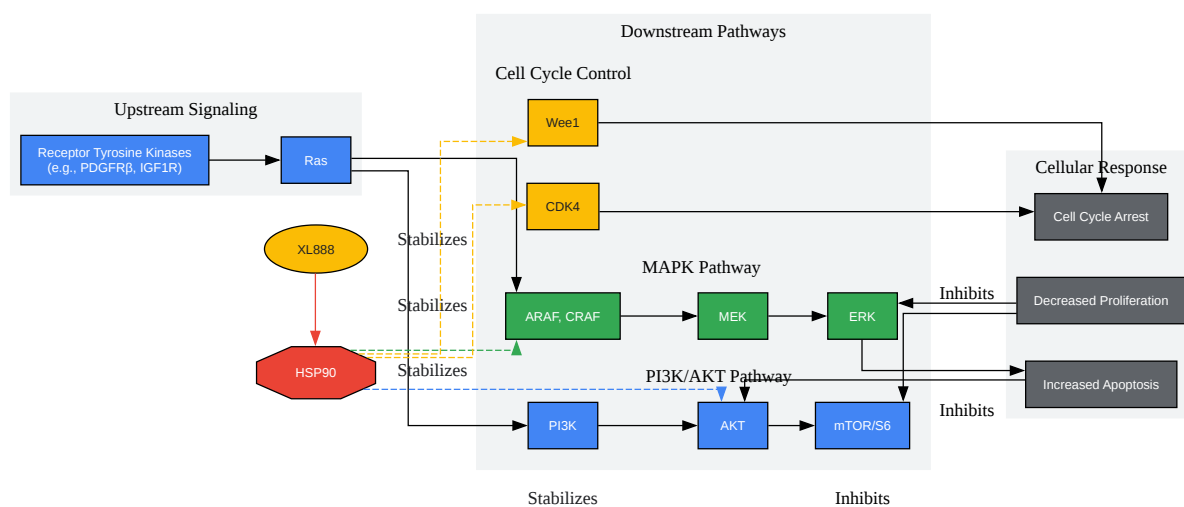 Downstream Pathways
Cell Cycle Control
Upstream Signaling
Wee1
Receptor Tyrosine Kinases
(e.g., PDGFRβ, IGF1R)
Ras
Cellular Response
CDK4
Cell Cycle Arrest
XL888
Stabilizes
MAPK Pathway
Stabilizes
Inhibits
Decreased Proliferation
ARAF, CRAF
MEK
ERK
HSP90
Stabilizes
PI3K/AKT Pathway
Increased Apoptosis
Inhibits
PI3K
AKT
mTOR/S6
Stabilizes
Inhibits